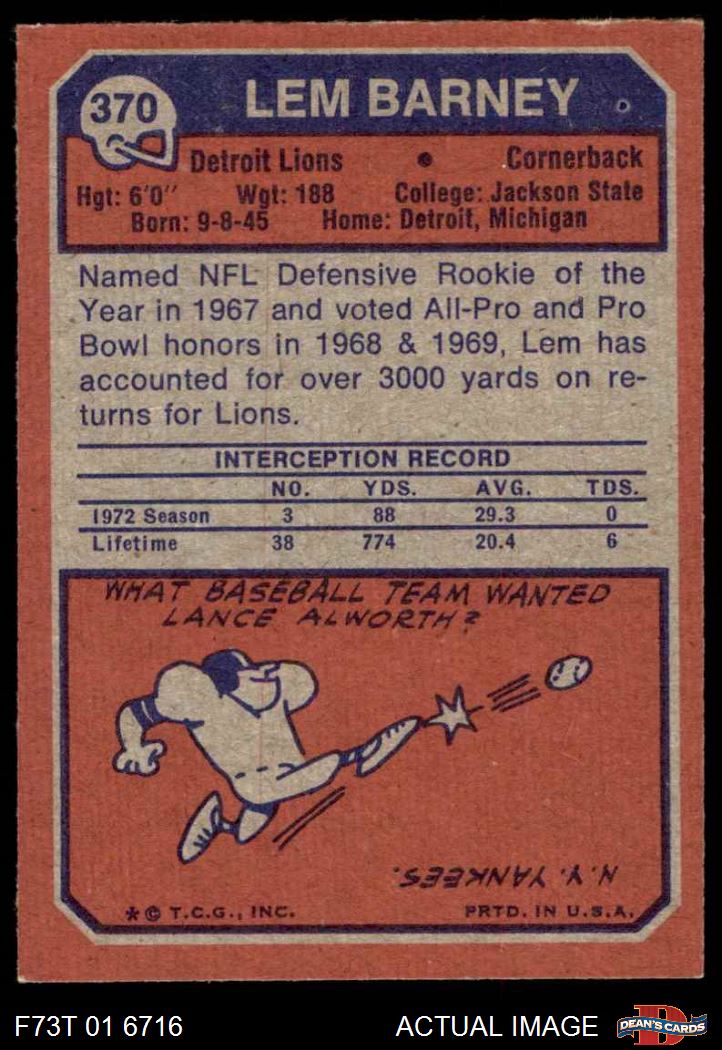 370
LEM BARNEY
Detroit Lions • Cornerback
Hgt: 6'0" Wgt: 188 College: Jackson State
Born: 9-8-45 Home: Detroit, Michigan
Named NFL Defensive Rookie of the
Year in 1967 and voted All-Pro and Pro
Bowl honors in 1968 & 1969, Lem has
accounted for over 3000 yards on re-
turns for Lions.
INTERCEPTION RECORD
NO. YDS. AVG. TDS.
1972 Season 3 88 29.3 0
Lifetime 38 774 20.4 6
WHAT BASEBALL TEAM WANTED
LANCE ALWORTH?
N.Y. YANKEES.
* © T.C.G., INC. PRTD. IN U.S.A.
F73T 01 6716 ACTUAL IMAGE
D
DEAN'S CARDS